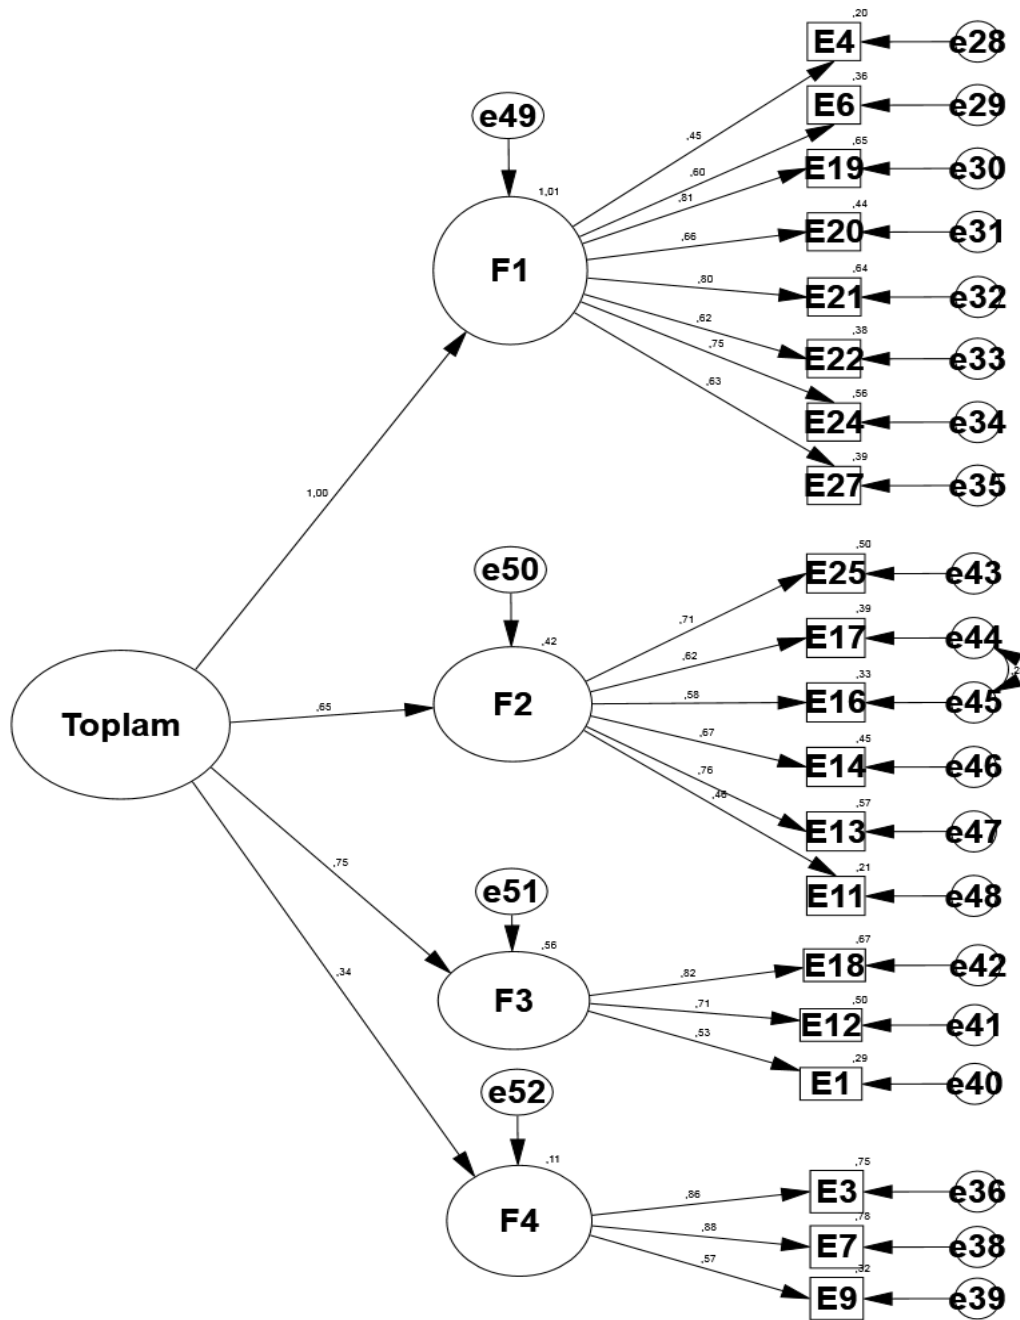 ,20
E4 e28
,36
e49 E6 e29
,45
,65
,60 E19 e30
1,01 ,81
,44
,66 E20 e31
F1 ,64
,80 E21 e32
,62 ,38
,75 E22 e33
,63 ,56
E24 e34
,39
E27 e35
1,00
,50
e50 E25 e43
,71 ,39
,42 ,62 E17 e44
,33
,58 E16 e45
F2 ,45
,65 ,67 E14 e46
Toplam ,76 ,57
,46 E13 e47
,21
e51 E11 e48
,75
,56 ,67
,82 E18 e42
,34 F3 ,50
,71 E12 e41
,53 ,29
e52 E1 e40
,11 ,75
,86 E3 e36
F4 ,78
,88 E7 e38
,57 ,32
E9 e39